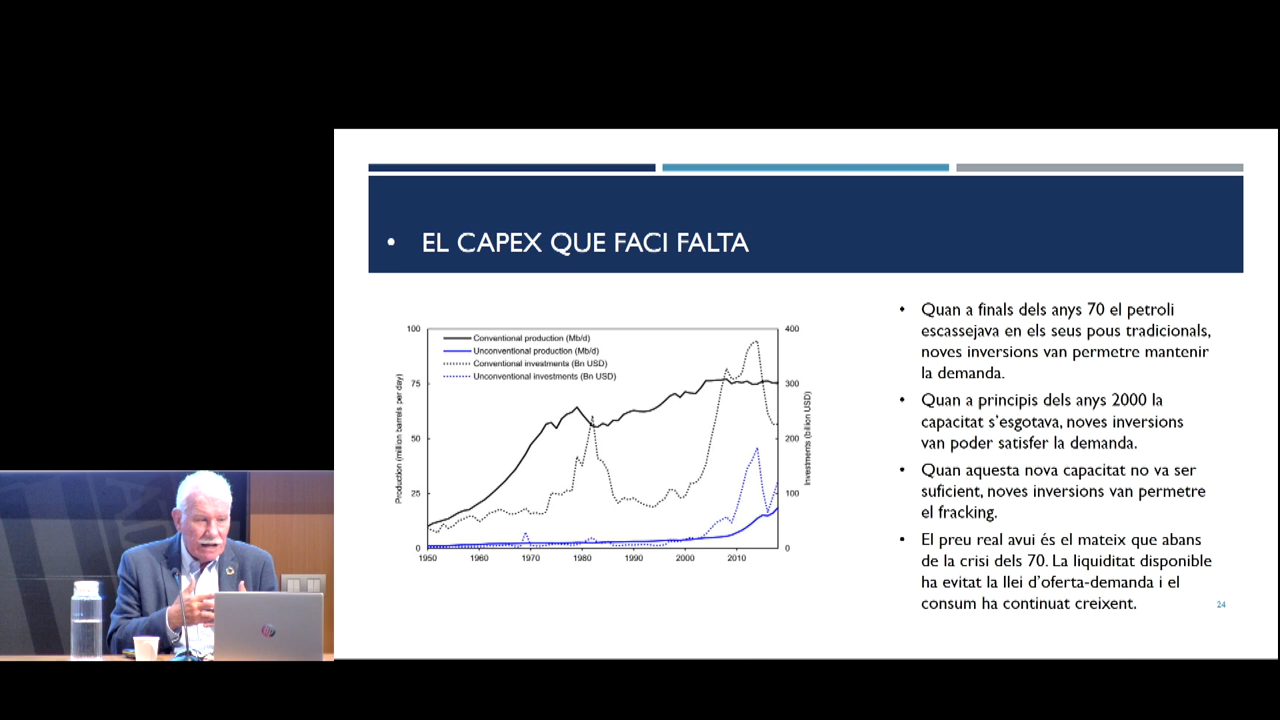 • EL CAPEX QUE FACI FALTA
100
75
50
25
0
Production (million barrels per day)
Conventional production (Mb/d)
Unconventional production (Mb/d)
Conventional investments (Bn USD)
Unconventional investments (Bn USD)
400
300
200
100
0
Investments (billion USD)
1950 1960 1970 1980 1990 2000 2010
• Quan a finals dels anys 70 el petroli
escassejava en els seus pous tradicionals,
noves inversions van permetre mantenir
la demanda.
• Quan a principis dels anys 2000 la
capacitat s’esgotava, noves inversions
van poder satisfer la demanda.
• Quan aquesta nova capacitat no va ser
suficient, noves inversions van permetre
el fracking.
• El preu real avui és el mateix que abans
de la crisi dels 70. La liquiditat disponible
ha evitat la llei d’oferta-demanda i el
consum ha continuat creixent.
24
hp